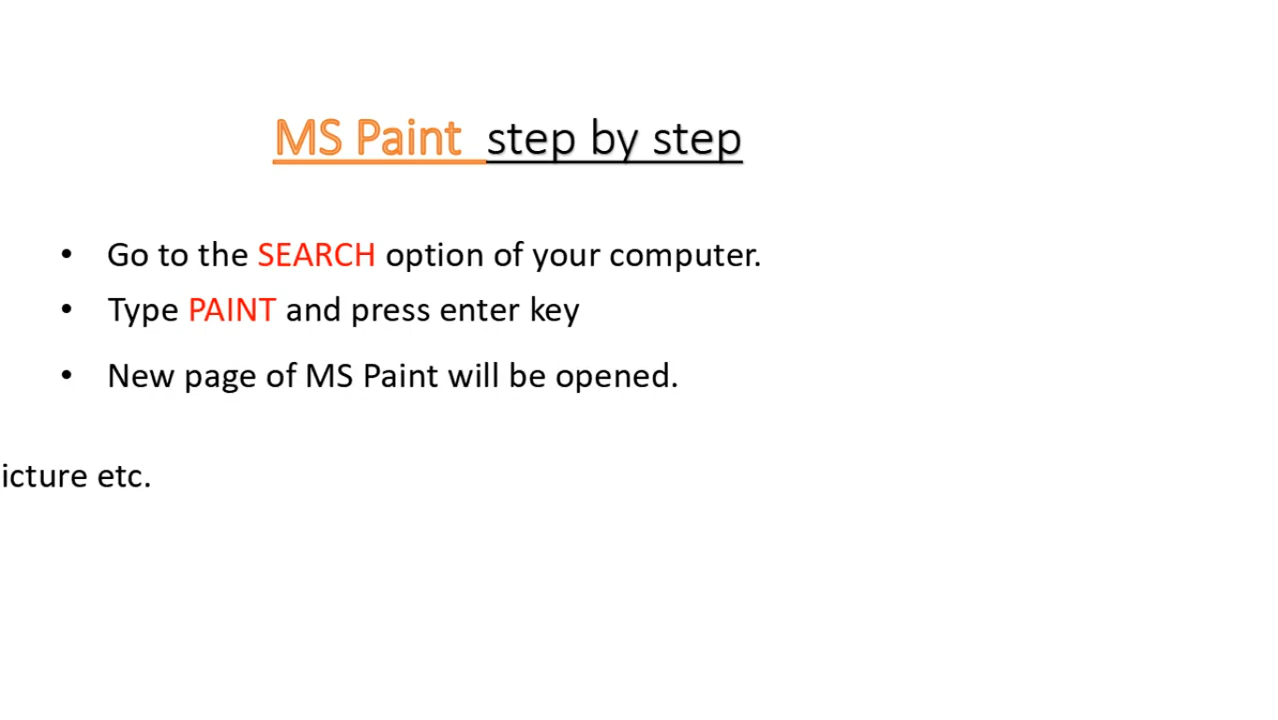 MS Paint step by step
• Go to the SEARCH option of your computer.
• Type PAINT and press enter key
• New page of MS Paint will be opened.
icture etc.